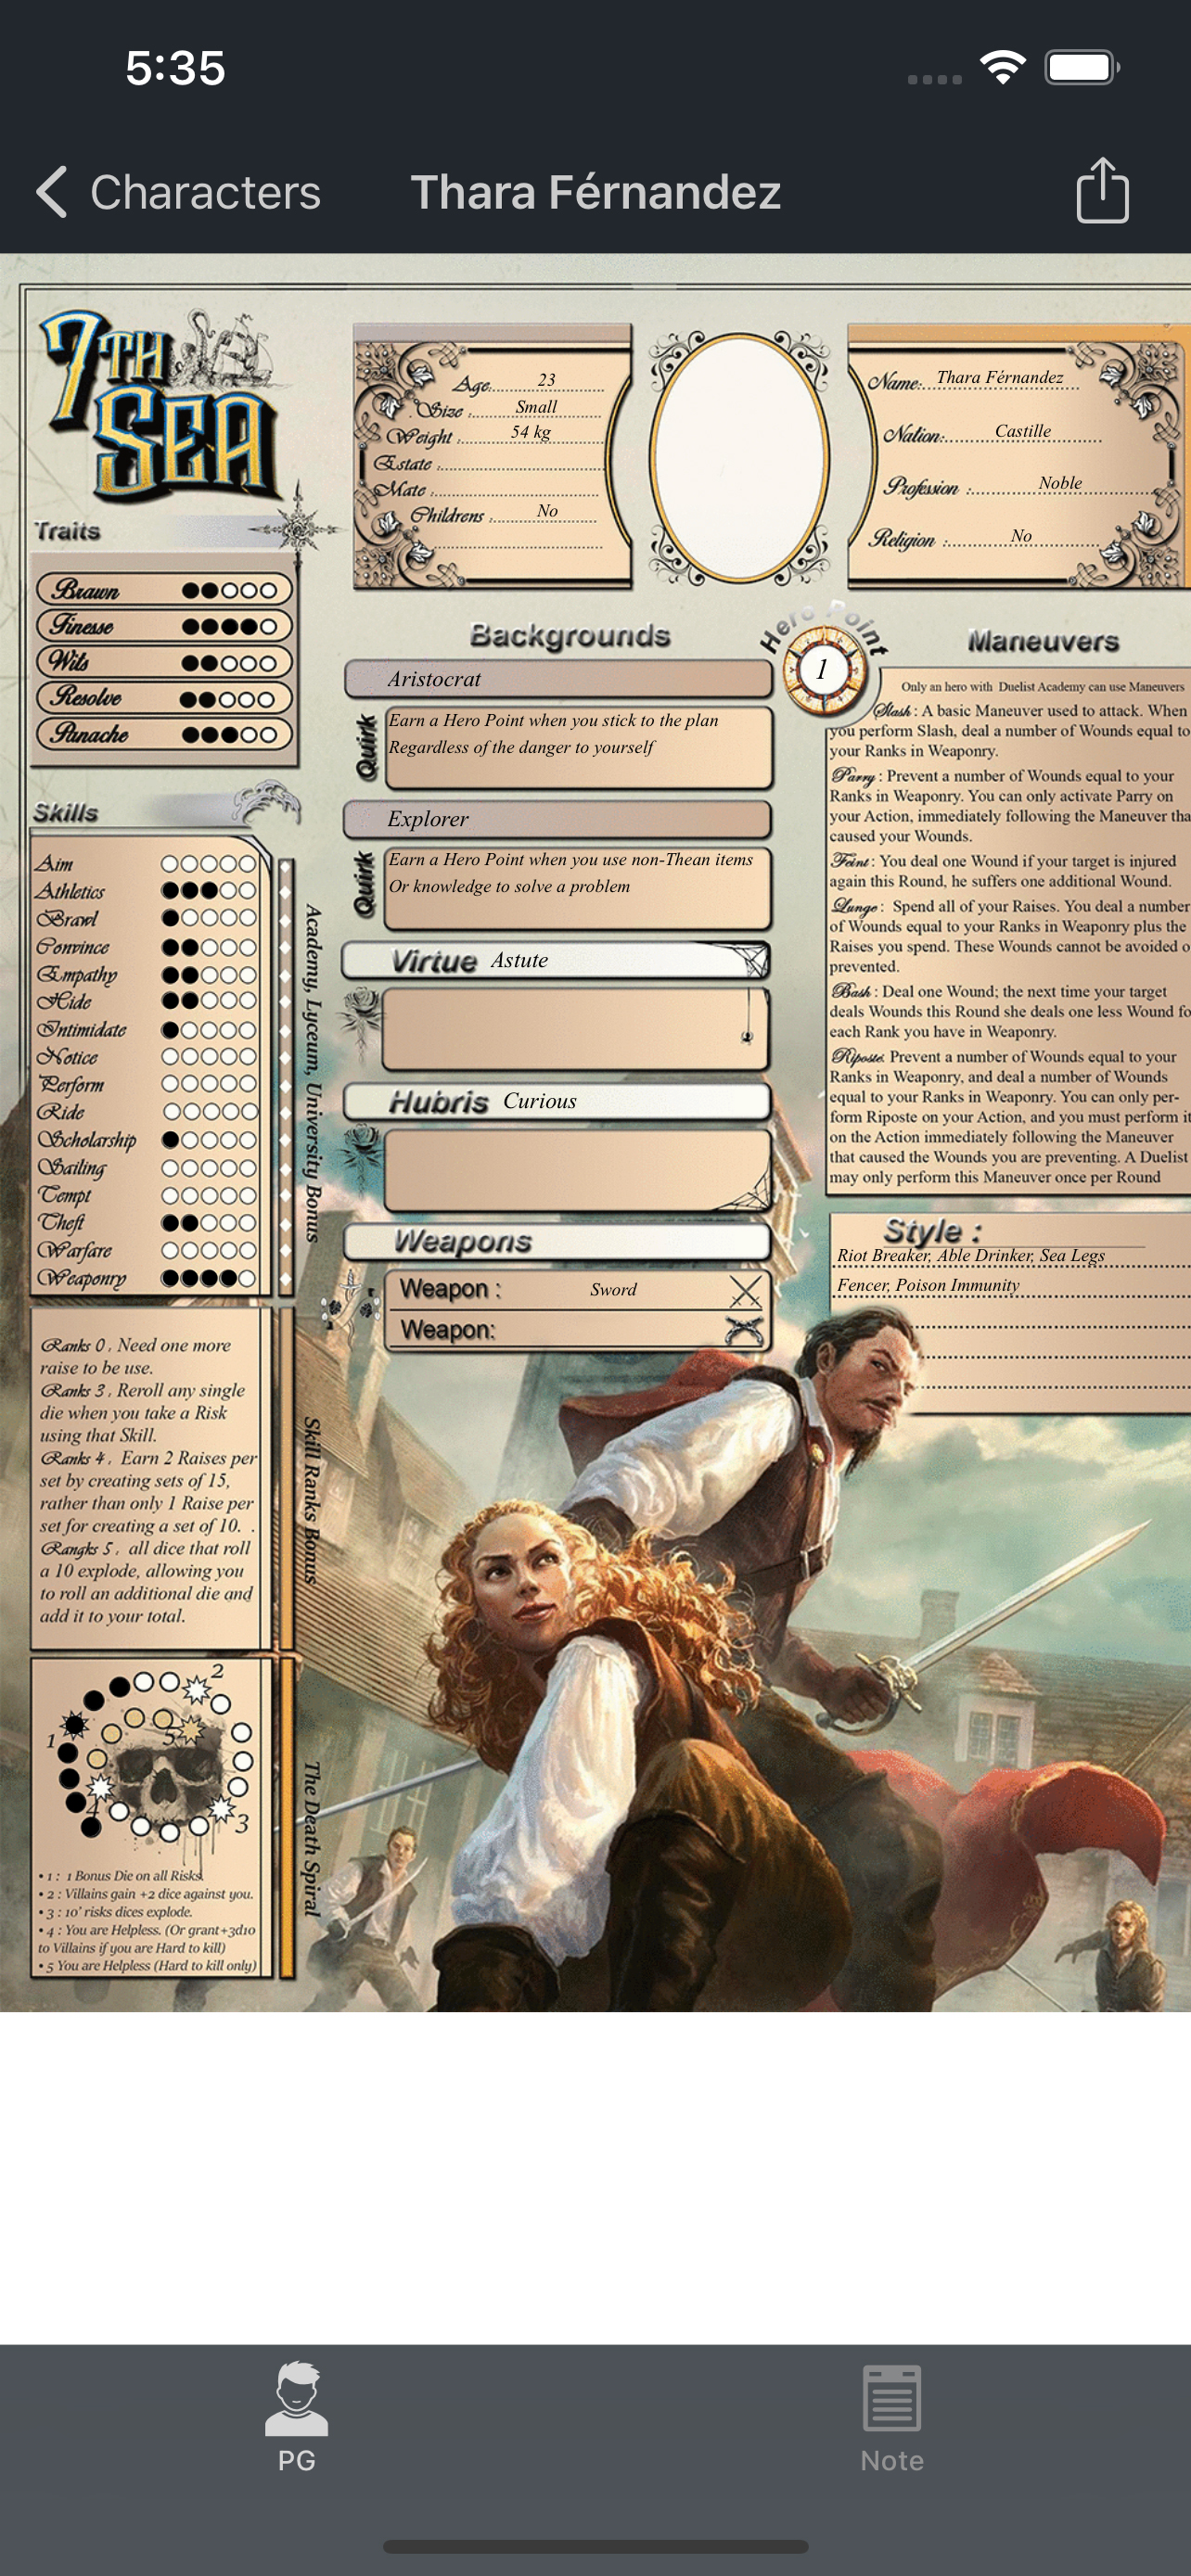 5:35
Characters
Thara Férnandez
7TH
SEA
Age: 23
Size : Small
Weight : 54 kg
Estate :
Mate :
Childrens : No
Name: Thara Férnandez
Nation: Castille
Profession : Noble
Religion : No
Traits
Brawn
Finesse
Wits
Resolve
Panache
Skills
Aim
Athletics
Brawl
Convince
Empathy
Hide
Intimidate
Notice
Perform
Ride
Scholarship
Sailing
Tempt
Theft
Warfare
Weaponry
Academy, Lyceum, University Bonus
Ranks 0. Need one more
raise to be use.
Ranks 3. Reroll any single
die when you take a Risk
using that Skill.
Ranks 4. Earn 2 Raises per
set by creating sets of 15,
rather than only 1 Raise per
set for creating a set of 10. .
Rangks 5. all dice that roll
a 10 explode, allowing you
to roll an additional die and
add it to your total.
Skill Ranks Bonus
1
2
3
4
5
• 1 : 1 Bonus Die on all Risks.
• 2 : Villains gain +2 dice against you.
• 3 : 10' risks dices explode.
• 4 : You are Helpless. (Or grant+3d10
to Villains if you are Hard to kill)
• 5 You are Helpless (Hard to kill only)
The Death Spiral
Backgrounds
Aristocrat
Quirk
Earn a Hero Point when you stick to the plan
Regardless of the danger to yourself
Explorer
Quirk
Earn a Hero Point when you use non-Thean items
Or knowledge to solve a problem
Virtue Astute
Hubris Curious
Weapons
Weapon : Sword
Weapon:
Hero Point
1
Maneuvers
Only an hero with Duelist Academy can use Maneuvers
Slash : A basic Maneuver used to attack. When
you perform Slash, deal a number of Wounds equal to
your Ranks in Weaponry.
Parry : Prevent a number of Wounds equal to your
Ranks in Weaponry. You can only activate Parry on
your Action, immediately following the Maneuver tha
caused your Wounds.
Feint : You deal one Wound if your target is injured
again this Round, he suffers one additional Wound.
Lunge : Spend all of your Raises. You deal a number
of Wounds equal to your Ranks in Weaponry plus the
Raises you spend. These Wounds cannot be avoided o
prevented.
Bash : Deal one Wound; the next time your target
deals Wounds this Round she deals one less Wound fo
each Rank you have in Weaponry.
Riposte. Prevent a number of Wounds equal to your
Ranks in Weaponry, and deal a number of Wounds
equal to your Ranks in Weaponry. You can only per-
form Riposte on your Action, and you must perform it
on the Action immediately following the Maneuver
that caused the Wounds you are preventing. A Duelist
may only perform this Maneuver once per Round
Style :
Riot Breaker, Able Drinker, Sea Legs
Fencer, Poison Immunity
PG
Note